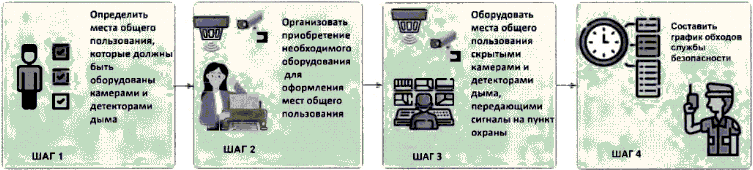 Определить
места общего
пользования,
которые должны
быть
оборудованы
камерами и
детекторами
дыма
ШАГ 1
Организовать
приобретение
необходимого
оборудования
для
оформления
мест общего
пользования
ШАГ 2
Оборудовать
места общего
пользования
скрытыми
камерами и
детекторами
дыма,
передающими
сигналы на пункт
охраны
ШАГ 3
Составить
график обходов
службы
безопасности
ШАГ 4